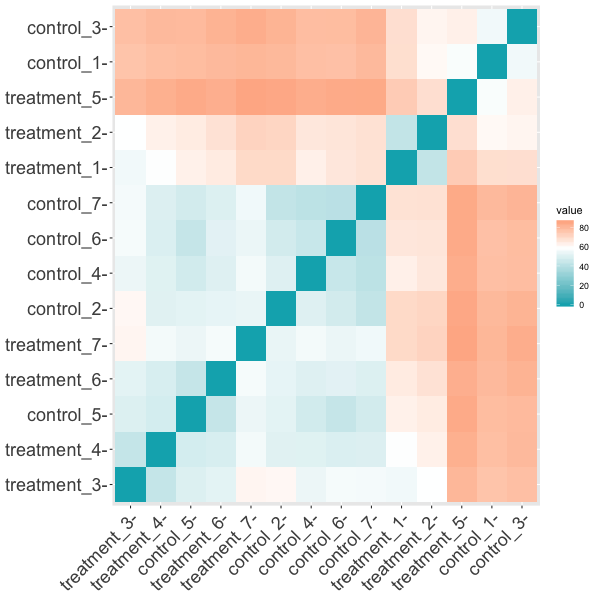 control_3-
control_1-
treatment_5-
treatment_2-
treatment_1-
control_7-
control_6-
control_4-
control_2-
treatment_7-
treatment_6-
control_5-
treatment_4-
treatment_3-
value
80
60
40
20
0
treatment_3-
treatment_4-
control_5-
treatment_6-
treatment_7-
control_2-
control_4-
control_6-
control_7-
treatment_1-
treatment_2-
treatment_5-
control_1-
control_3-